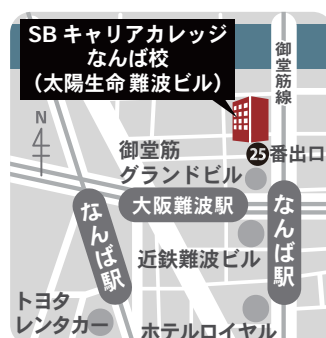 SB キャリアカレッジ
なんば校
（太陽生命 難波ビル）
御堂筋線
N
25番出口
御堂筋
グランドビル
大阪難波駅
なんば駅
なんば駅
近鉄難波ビル
トヨタ
レンタカー
ホテルロイヤル